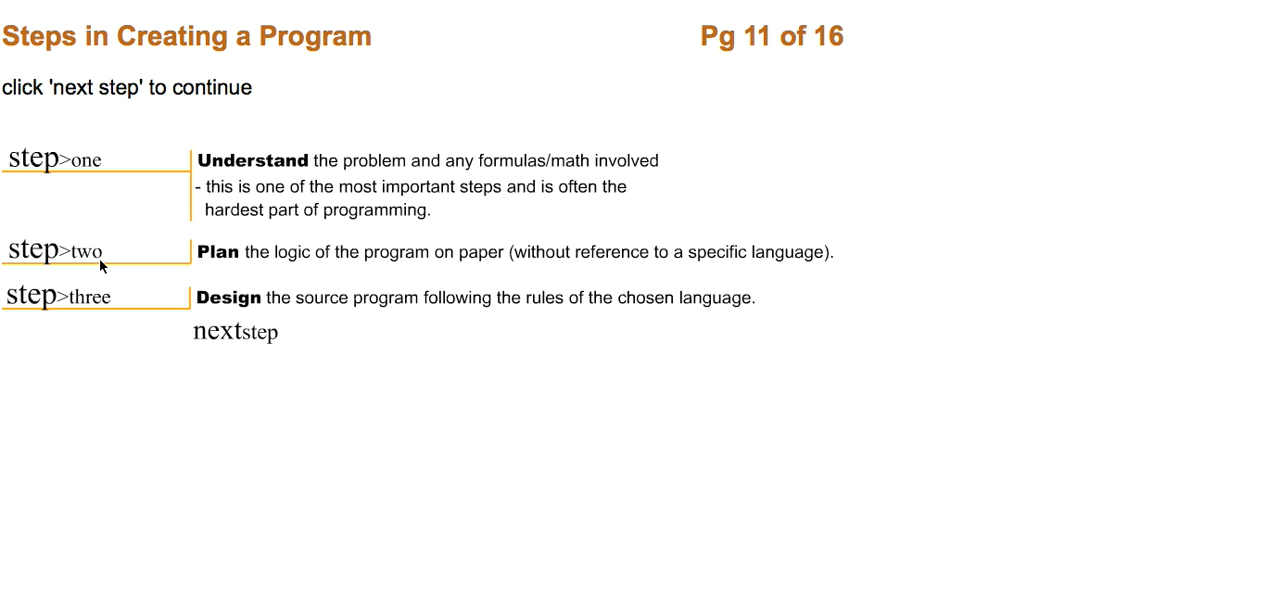 Steps in Creating a Program Pg 11 of 16
click 'next step' to continue
step>one Understand the problem and any formulas/math involved
- this is one of the most important steps and is often the
hardest part of programming.
step>two Plan the logic of the program on paper (without reference to a specific language).
step>three Design the source program following the rules of the chosen language.
nextstep